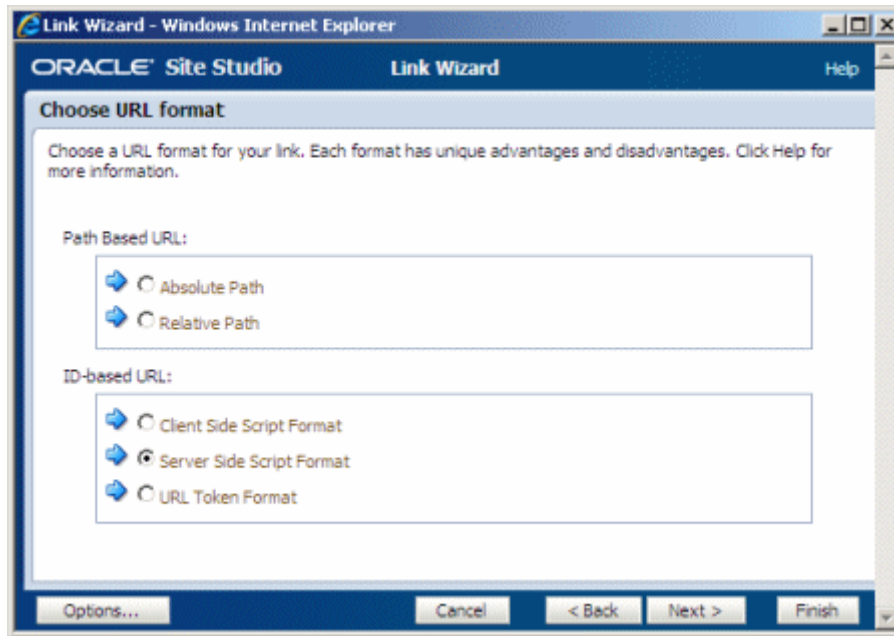 Link Wizard - Windows Internet Explorer
ORACLE® Site Studio Link Wizard Help
Choose URL format
Choose a URL format for your link. Each format has unique advantages and disadvantages. Click Help for
more information.
Path Based URL:
Absolute Path
Relative Path
ID-based URL:
Client Side Script Format
Server Side Script Format
URL Token Format
Options... Cancel < Back Next > Finish